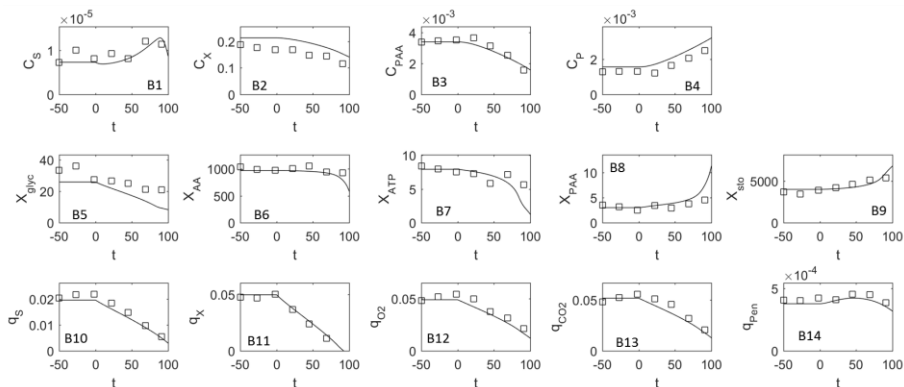 ×10⁻⁵
×10⁻³
×10⁻³
1
0
C_S
B1
-50 0 50 100
t
0.2
0.1
0
C_X
B2
-50 0 50 100
t
4
2
0
C_PAA
B3
-50 0 50 100
t
2
0
C_P
B4
-50 0 50 100
t
40
20
0
X_glyc
B5
-50 0 50 100
t
1000
500
0
X_AA
B6
-50 0 50 100
t
10
5
0
X_ATP
B7
-50 0 50 100
t
B8
10
5
0
X_PAA
-50 0 50 100
t
5000
0
X_sto
B9
-50 0 50 100
t
0.02
0.01
0
q_S
B10
-50 0 50 100
t
0.05
0
q_X
B11
-50 0 50 100
t
0.05
0
q_O2
B12
-50 0 50 100
t
0.05
0
q_CO2
B13
-50 0 50 100
t
×10⁻⁴
5
0
q_Pen
B14
-50 0 50 100
t